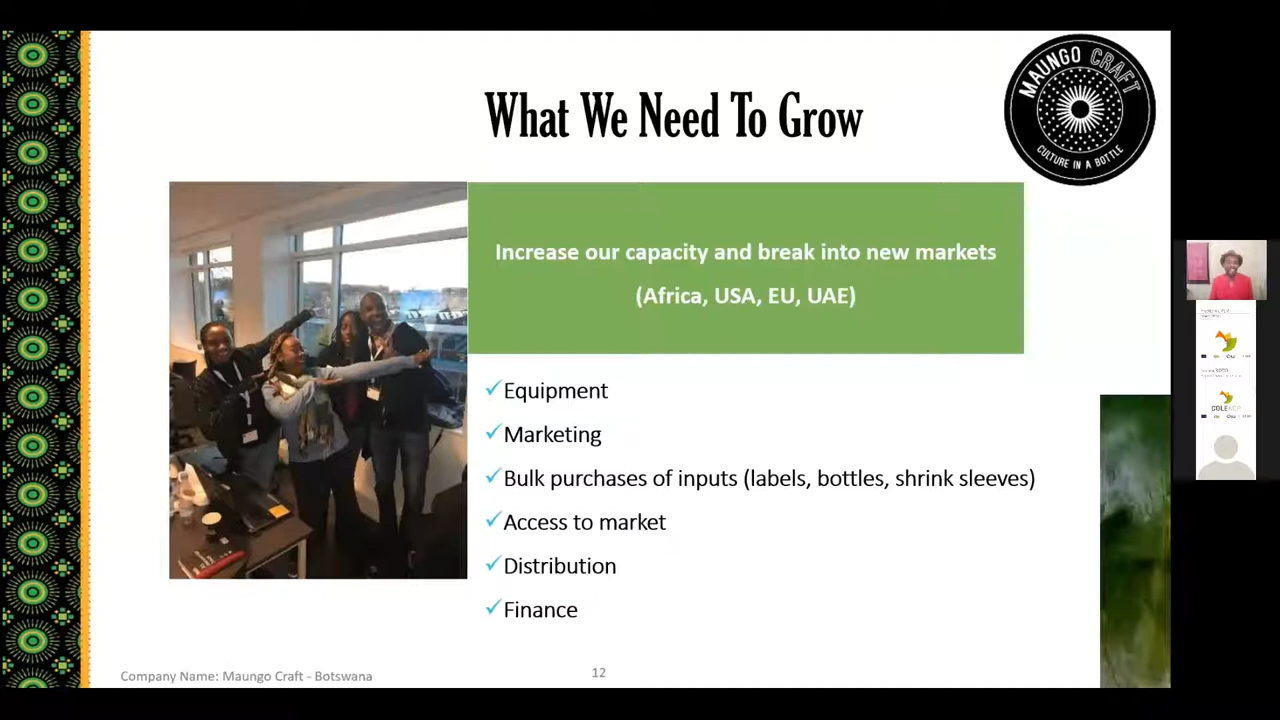 What We Need To Grow
MAUNGO CRAFT
CULTURE IN A BOTTLE
Increase our capacity and break into new markets
(Africa, USA, EU, UAE)
✓Equipment
✓Marketing
✓Bulk purchases of inputs (labels, bottles, shrink sleeves)
✓Access to market
✓Distribution
✓Finance
Company Name: Maungo Craft - Botswana
12